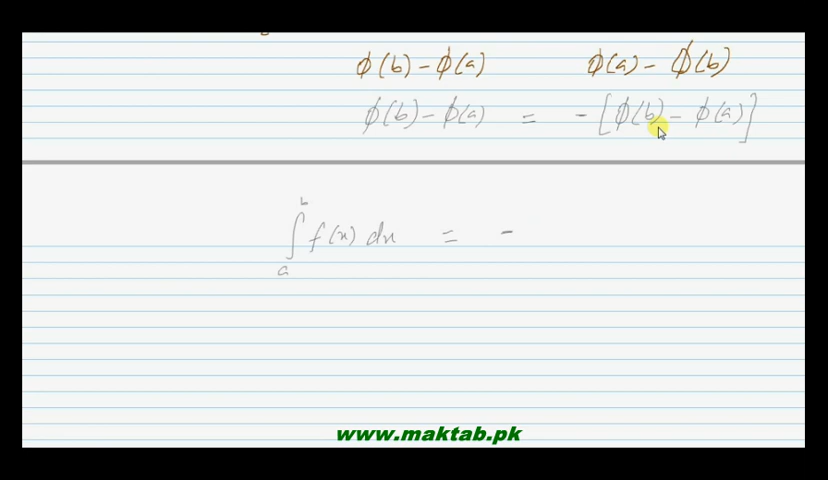 ϕ(b) - ϕ(a) ϕ(a) - ϕ(b)
ϕ(b) - ϕ(a) = - [ϕ(b) - ϕ(a)]
∫ₐᵇ f(x) dx = -
www.maktab.pk